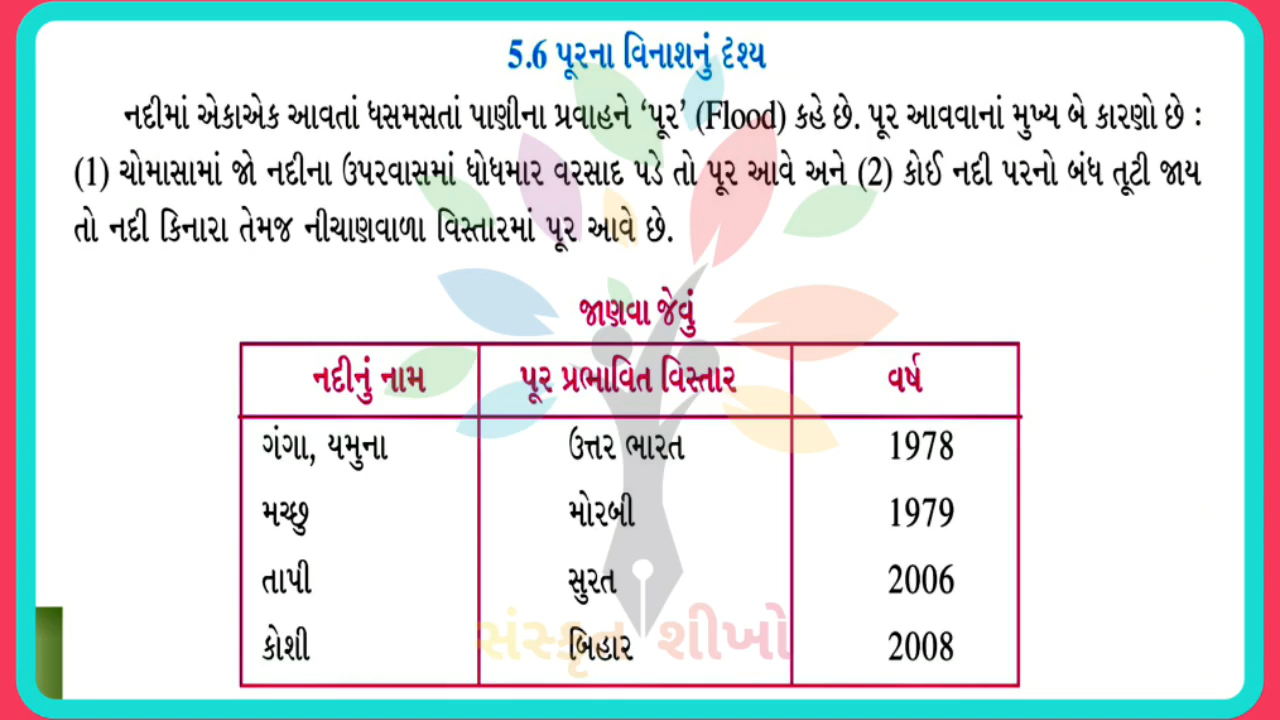 5.6 પૂરના વિનાશનું દૃશ્ય
નદીમાં એકાએક આવતાં ધસમસતાં પાણીના પ્રવાહને ‘પૂર’ (Flood) કહે છે. પૂર આવવાનાં મુખ્ય બે કારણો છે :
(1) ચોમાસામાં જો નદીના ઉપરવાસમાં ધોધમાર વરસાદ પડે તો પૂર આવે અને (2) કોઈ નદી પરનો બંધ તૂટી જાય
તો નદી કિનારા તેમજ નીચાણવાળા વિસ્તારમાં પૂર આવે છે.
જાણવા જેવું
નદીનું નામ પૂર પ્રભાવિત વિસ્તાર વર્ષ
ગંગા, યમુના ઉત્તર ભારત 1978
મચ્છુ મોરબી 1979
તાપી સુરત 2006
સંસ્કૃત શીખો
કોશી બિહાર 2008